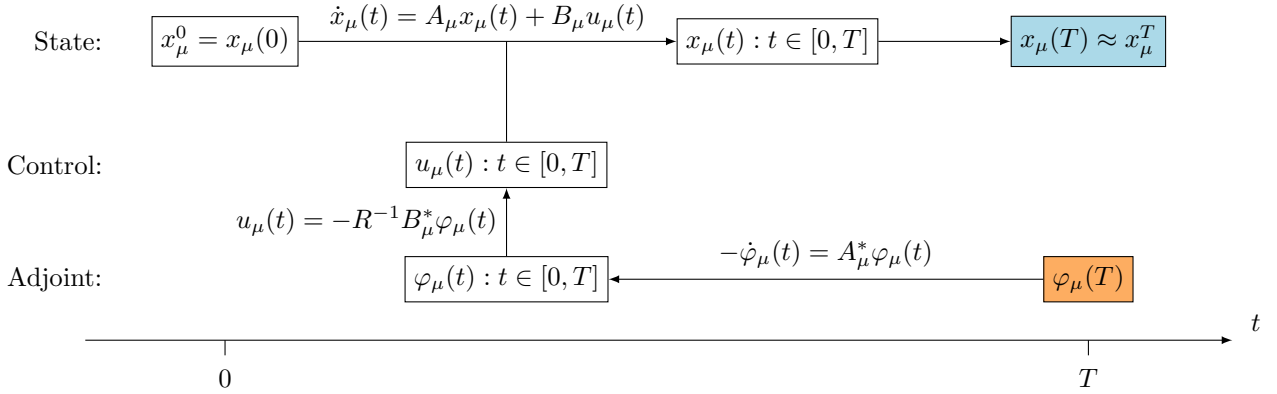 ẋ_μ(t) = A_μ x_μ(t) + B_μ u_μ(t)
State: x_μ^0 = x_μ(0) x_μ(t) : t ∈ [0, T] x_μ(T) ≈ x_μ^T
Control: u_μ(t) : t ∈ [0, T]
u_μ(t) = −R^{−1} B_μ^* φ_μ(t)
−φ̇_μ(t) = A_μ^* φ_μ(t)
Adjoint: φ_μ(t) : t ∈ [0, T] φ_μ(T)
t
0 T